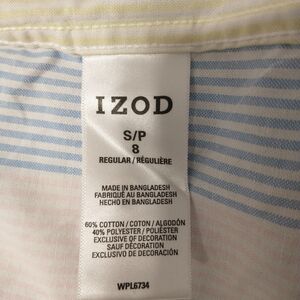 IZOD
S/P
8
REGULAR / RÉGULIÈRE
MADE IN BANGLADESH
FABRIQUÉ AU BANGLADESH
HECHO EN BANGLADESH
60% COTTON / COTON / ALGODÓN
40% POLYESTER / POLIÉSTER
EXCLUSIVE OF DECORATION
SAUF DÉCORATION
EXCLUSIVO DE DECORACIÓN
WPL6734